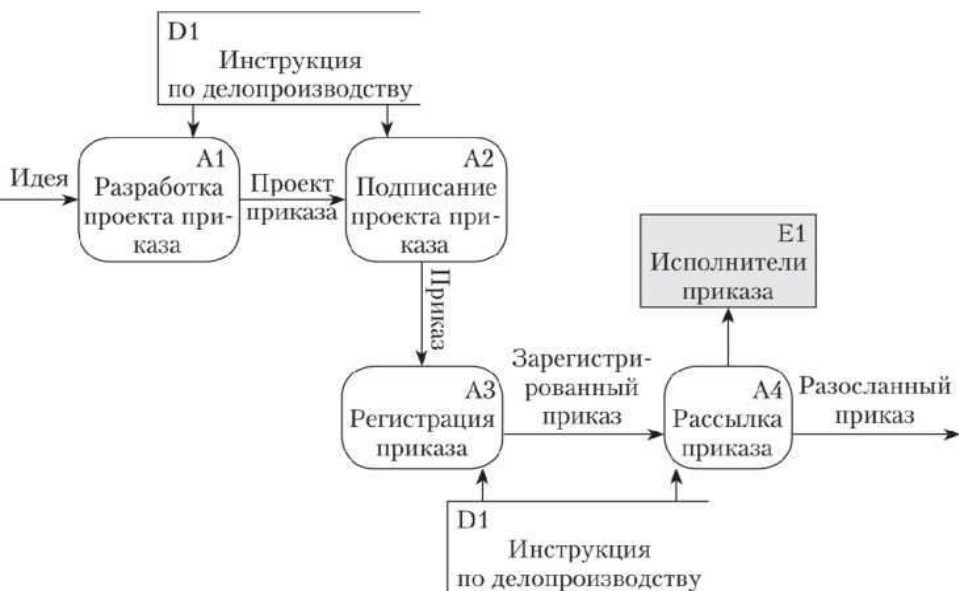 D1
Инструкция
по делопроизводству
Идея
A1
Разработка
проекта при-
каза
Проект
приказа
A2
Подписание
проекта при-
каза
Приказ
E1
Исполнители
приказа
A3
Регистрация
приказа
Зарегистри-
рованный
приказ
A4
Рассылка
приказа
Разосланный
приказ
D1
Инструкция
по делопроизводству